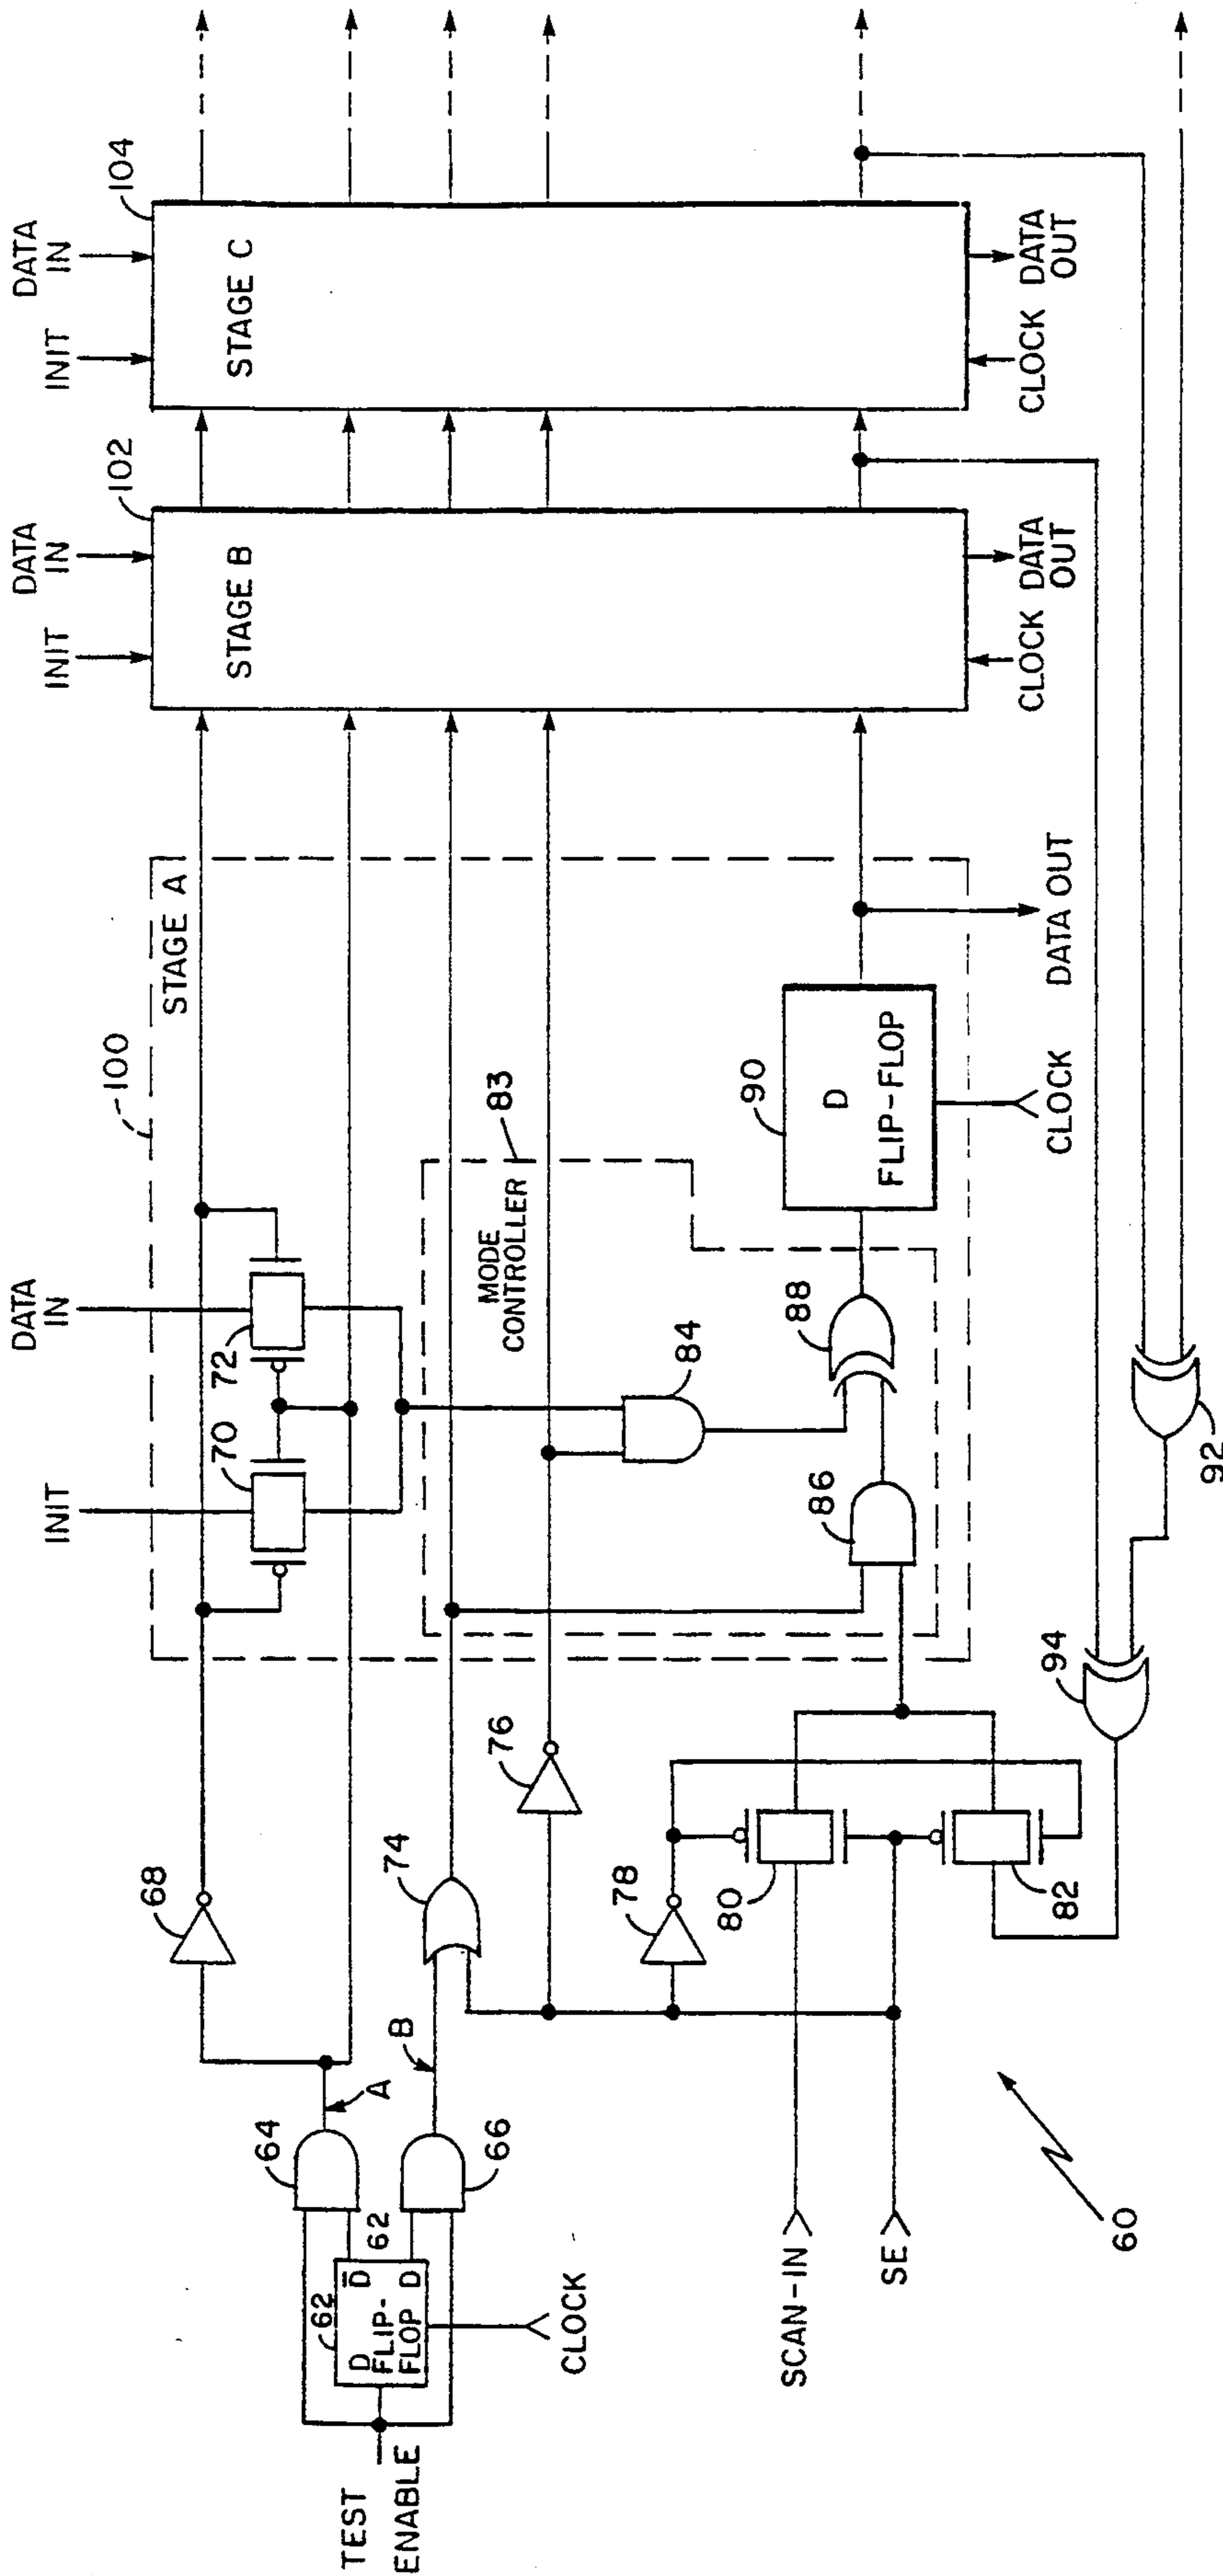 TEST
ENABLE
62
D
FLIP-
FLOP
D̅
D
62
CLOCK
64
66
A
B
68
74
76
78
80
82
SCAN-IN
SE
60
INIT
DATA
IN
70
72
100
STAGE A
MODE
CONTROLLER
83
84
86
88
90
D
FLIP-FLOP
CLOCK
DATA OUT
94
92
INIT
DATA
IN
102
STAGE B
CLOCK
DATA
OUT
INIT
DATA
IN
104
STAGE C
CLOCK
DATA
OUT